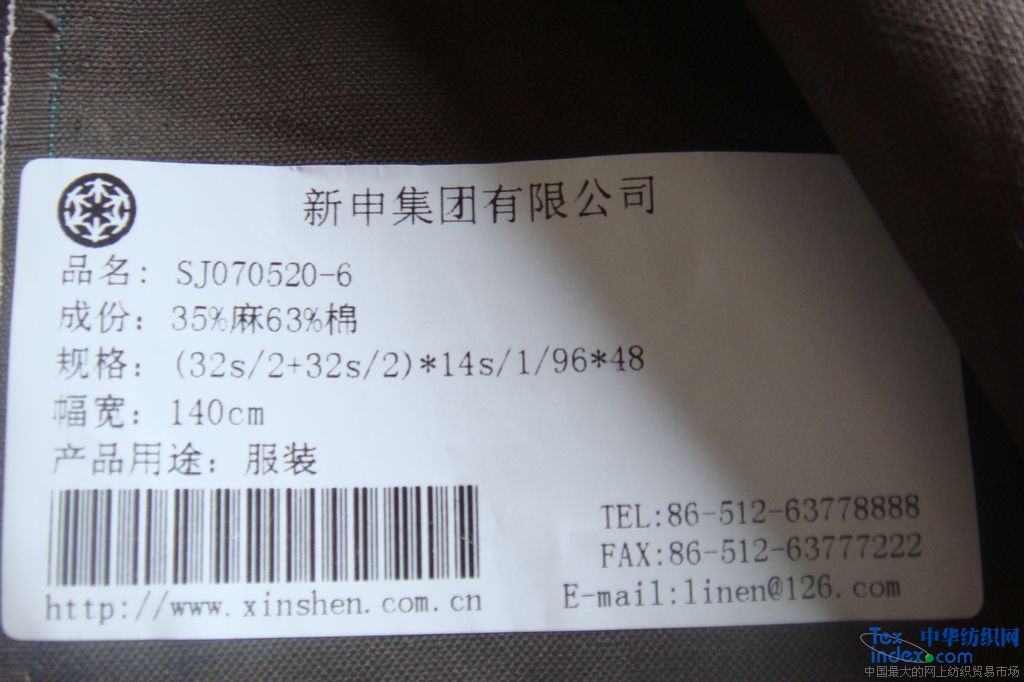 新申集团有限公司
品名: SJ070520-6
成份: 35%麻63%棉
规格: (32s/2+32s/2)*14s/1/96*48
幅宽: 140cm
产品用途: 服装
TEL:86-512-63778888
FAX:86-512-63777222
http://www.xinshen.com.cn
E-mail:linen@126.com
Tex 中华纺织网
Index.com
中国最大的网上纺织贸易市场